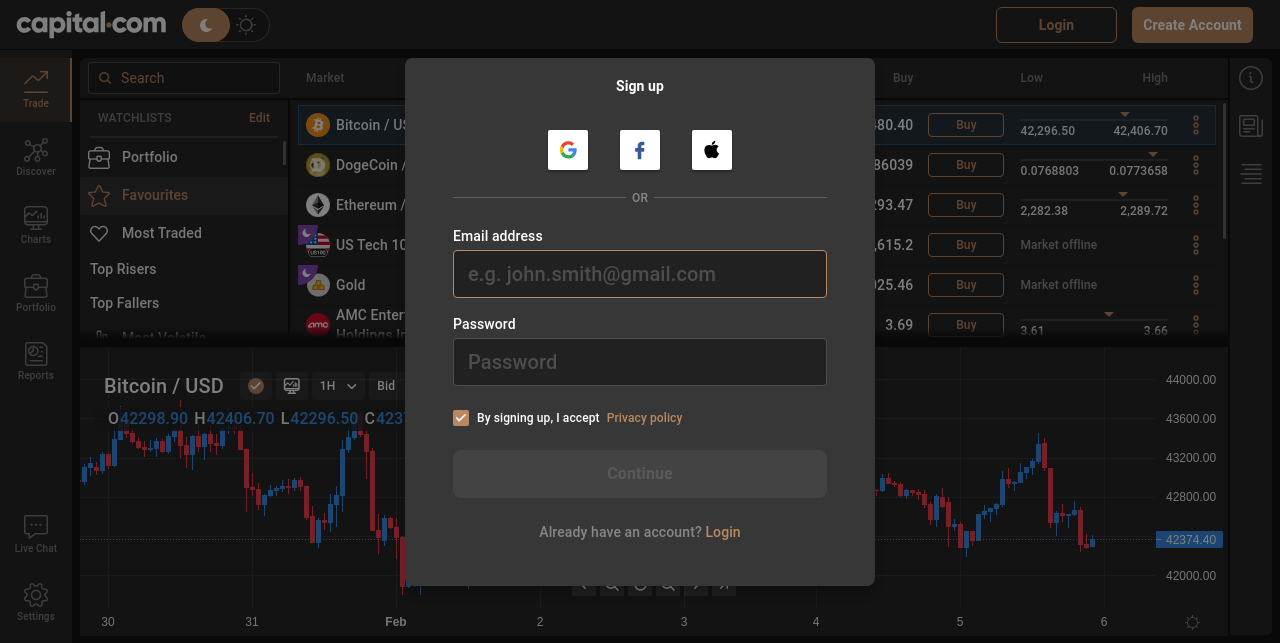 capital.com
Login
Create Account
Trade
Discover
Charts
Portfolio
Reports
Live Chat
Settings
Search
WATCHLISTS Edit
Portfolio
Favourites
Most Traded
Top Risers
Top Fallers
Most Volatile
Market Buy Low High
Bitcoin / US 480.40 Buy 42,296.50 42,406.70
DogeCoin / 86039 Buy 0.0768803 0.0773658
Ethereum / 293.47 Buy 2,282.38 2,289.72
US100
US Tech 10 ,615.2 Buy Market offline
Gold 025.46 Buy Market offline
amc
AMC Enter
Holdings In
3.69 Buy 3.61 3.66
Sign up
OR
Email address
e.g. john.smith@gmail.com
Password
Password
By signing up, I accept Privacy policy
Continue
Already have an account? Login
Bitcoin / USD 1H Bid
O42298.90 H42406.70 L42296.50 C4237
44000.00
43600.00
43200.00
42800.00
42374.40
42000.00
30 31 Feb 2 3 4 5 6